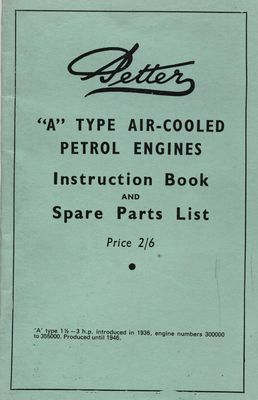 Petter
"A" TYPE AIR-COOLED
PETROL ENGINES
Instruction Book
AND
Spare Parts List
Price 2/6
'A' type 1½—3 h.p. introduced in 1936, engine numbers 300000
to 355000. Produced until 1946.